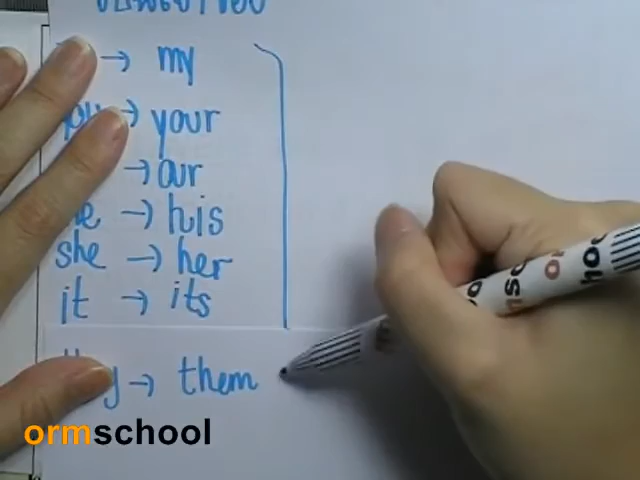 → my
→ your
→ our
→ his
she → her
it → its
→ them
ormschool